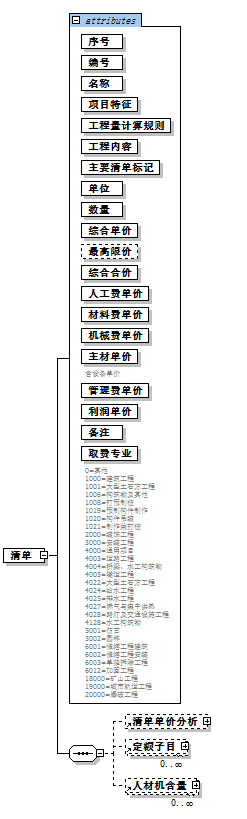 attributes
序号
编号
名称
项目特征
工程量计算规则
工程内容
主要清单标记
单位
数量
综合单价
最高限价
综合合价
人工费单价
材料费单价
机械费单价
主材单价
含设备单价
管理费单价
利润单价
备注
取费专业
0=其他
1000=建筑工程
1001=大型土石方工程
1006=构筑物及其他
1008=打预制桩
1019=预制构件制作
1020=构件吊装
1021=制作兼打桩
2000=装饰工程
3000=安装工程
4000=通用项目
4003=道路工程
4004=桥梁、水工构筑物
4005=隧道工程
4022=大型土石方工程
4024=给水工程
4025=排水工程
4027=燃气与集中供热
4028=路灯及交通设施工程
4128=水工构筑物
5001=仿古
5002=园林
6001=修缮工程建筑
6002=修缮工程安装
6003=单独拆除工程
6012=加固工程
18000=矿山工程
19000=城市轨道工程
20000=爆破工程
清单
清单单价分析
定额子目
0..∞
人材机含量
0..∞